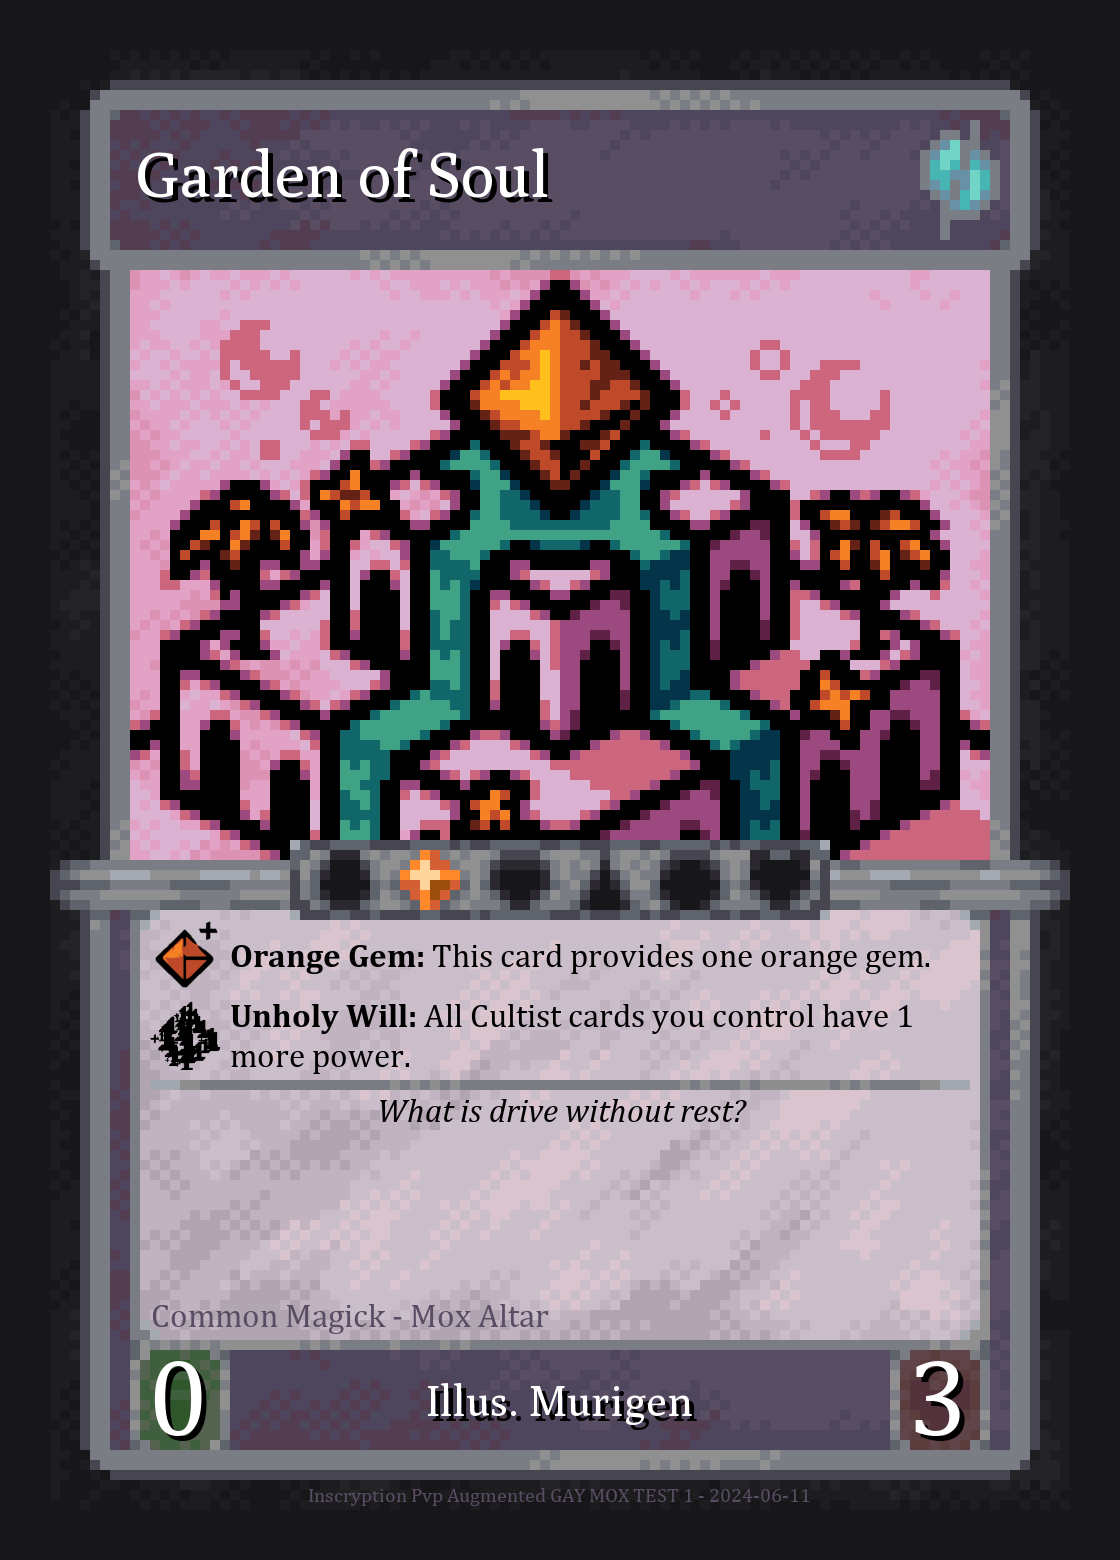 Garden of Soul
Orange Gem: This card provides one orange gem.
Unholy Will: All Cultist cards you control have 1
more power.
What is drive without rest?
Common Magick - Mox Altar
0
Illus. Murigen
3
Inscryption Pvp Augmented GAY MOX TEST 1 - 2024-06-11